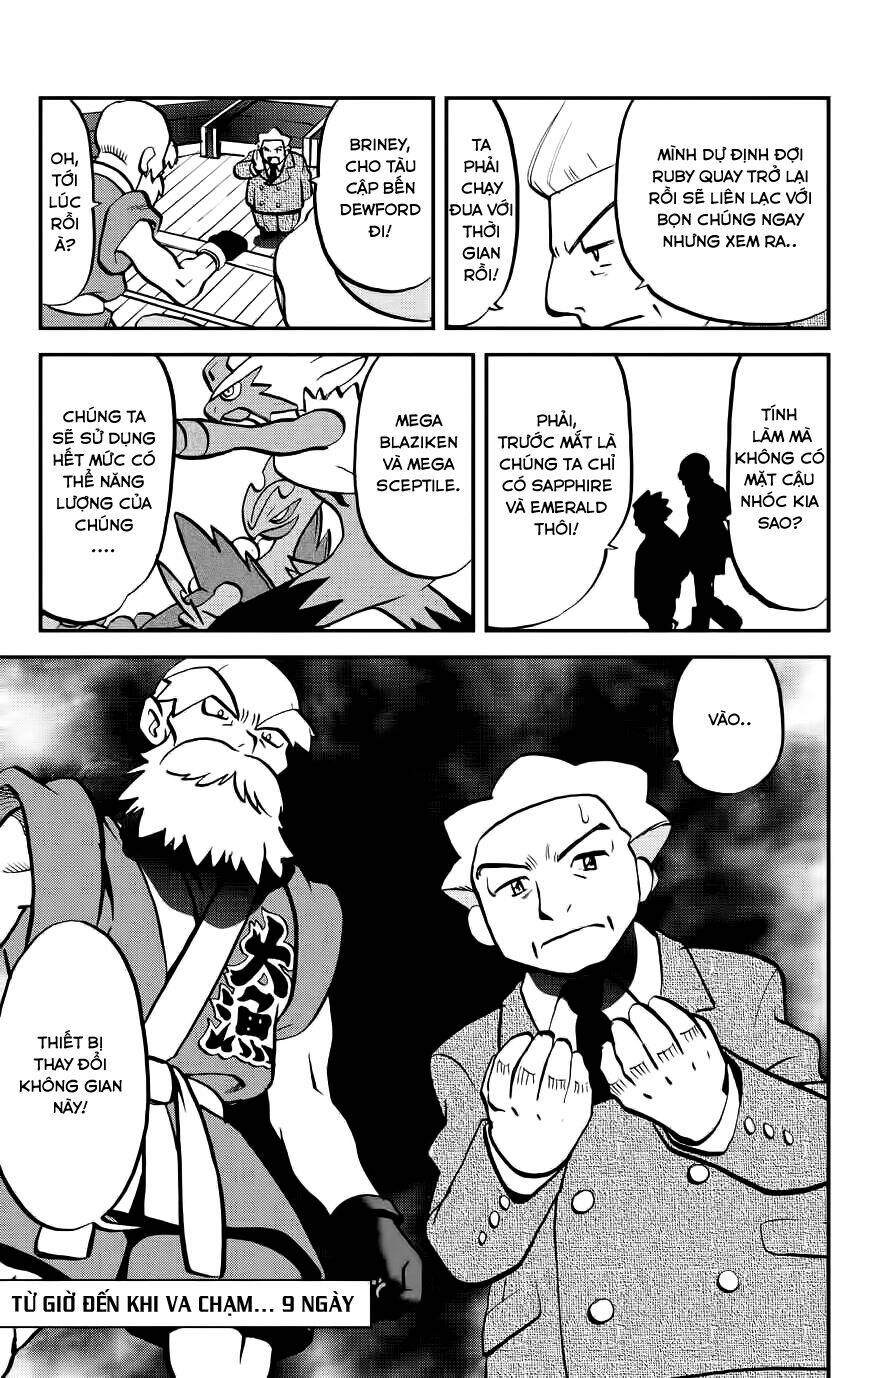 MÌNH DỰ ĐỊNH ĐỢI
RUBY QUAY TRỞ LẠI
RỒI SẼ LIÊN LẠC VỚI
BỌN CHÚNG NGAY
NHƯNG XEM RA..
TA
PHẢI
CHẠY
ĐUA VỚI
THỜI
GIAN
RỒI!
BRINEY,
CHO TÀU
CẬP BẾN
DEWFORD
ĐI!
OH,
TỚI
LÚC
RỒI
À?
TÍNH
LÀM MÀ
KHÔNG CÓ
MẶT CẬU
NHÓC KIA
SAO?
PHẢI,
TRƯỚC MẮT LÀ
CHÚNG TA CHỈ
CÓ SAPPHIRE
VÀ EMERALD
THÔI!
MEGA
BLAZIKEN
VÀ MEGA
SCEPTILE.
CHÚNG TA
SẼ SỬ DỤNG
HẾT MỨC CÓ
THỂ NĂNG
LƯỢNG CỦA
CHÚNG
....
VÀO..
大漁
THIẾT BỊ
THAY ĐỔI
KHÔNG GIAN
NÀY!
TỪ GIỜ ĐẾN KHI VA CHẠM... 9 NGÀY